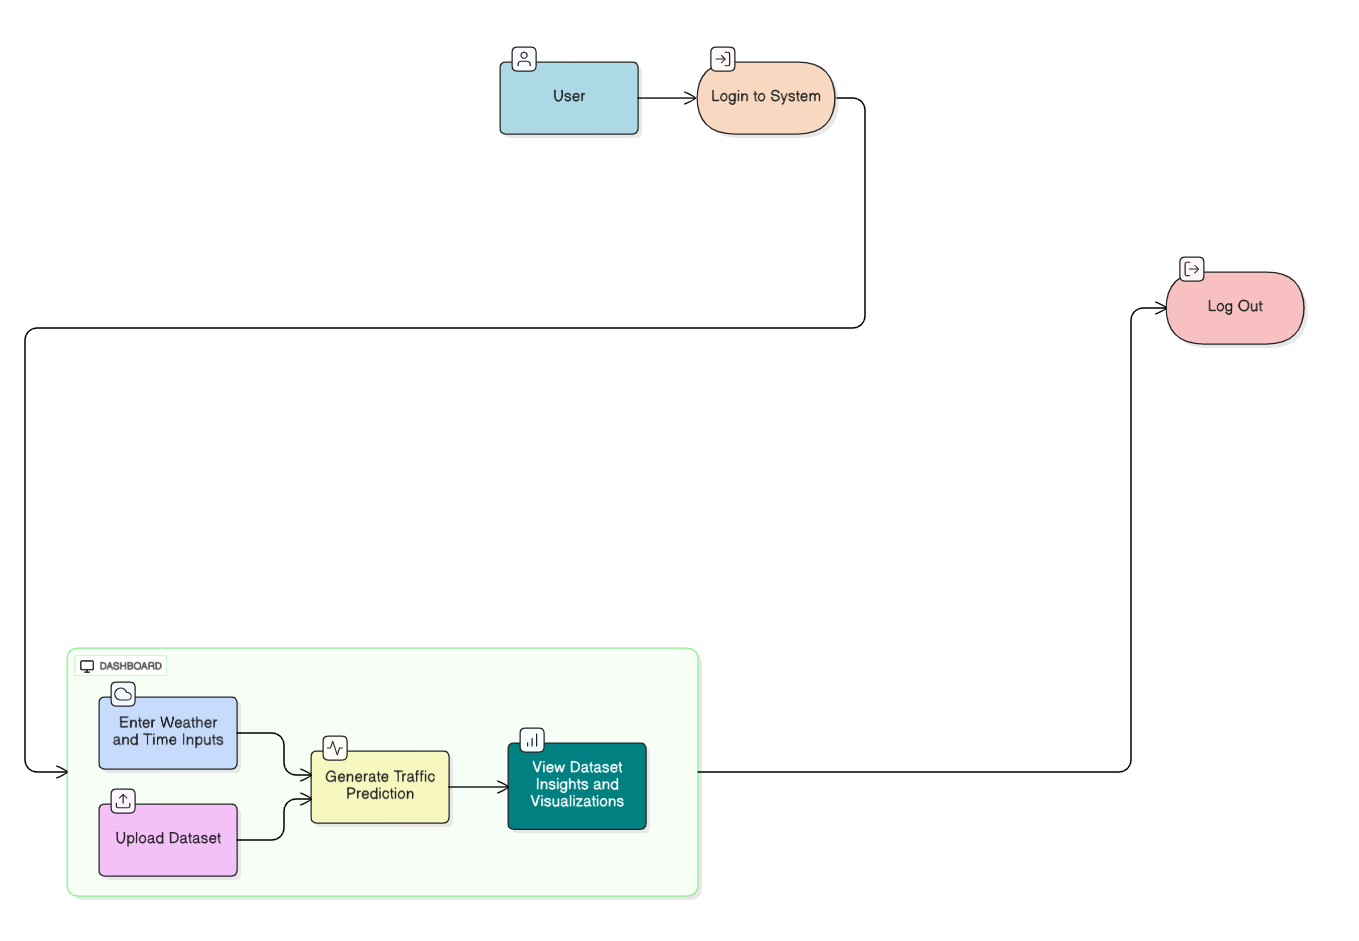 User
Login to System
Log Out
DASHBOARD
Enter Weather
and Time Inputs
Generate Traffic
Prediction
View Dataset
Insights and
Visualizations
Upload Dataset